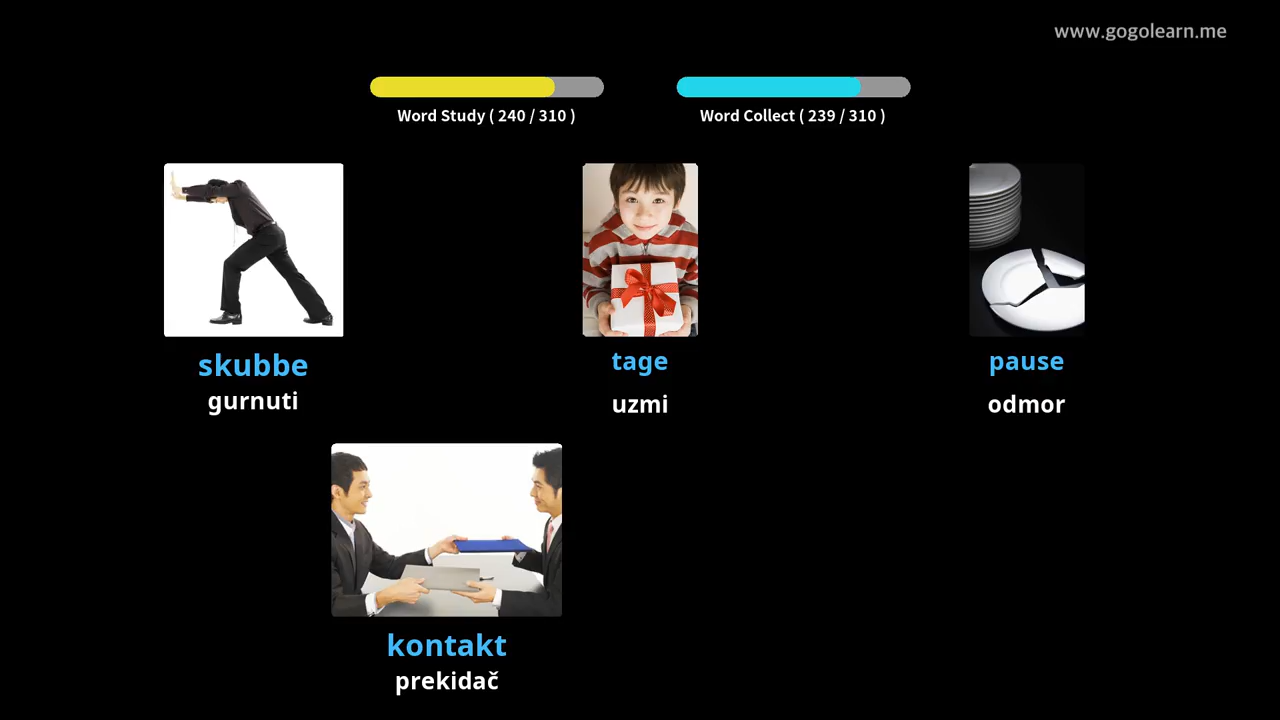 www.gogolearn.me
Word Study ( 240 / 310 )
Word Collect ( 239 / 310 )
skubbe
gurnuti
tage
uzmi
pause
odmor
kontakt
prekidač